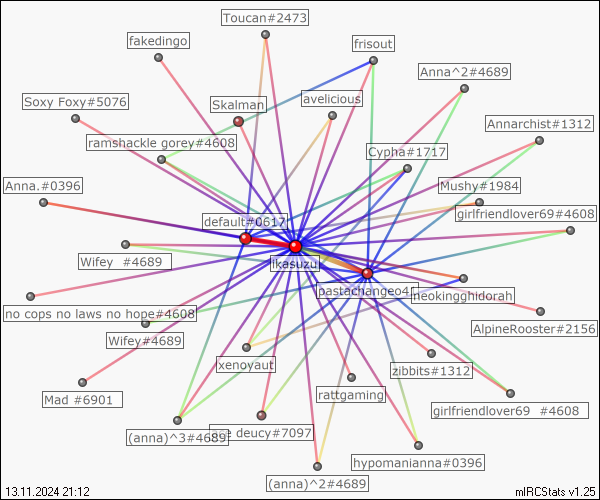 Toucan#2473
fakedingo
frisout
Anna^2#4689
Soxy Foxy#5076
Skalman
avelicious
Annarchist#1312
ramshackle gorey#4608
Cypha#1717
Anna.#0396
Mushy#1984
girlfriendlover69#4608
default#0617
Wifey  #4689
ikasuzu
pastachangeo4
neokingghidorah
no cops no laws no hope#4608
AlpineRooster#2156
Wifey#4689
xenoyaut
zibbits#1312
rattgaming
Mad #6901
girlfriendlover69  #4608
(anna)^3#4689
deucy#7097
hypomanianna#0396
(anna)^2#4689
13.11.2024 21:12
mIRCStats v1.25